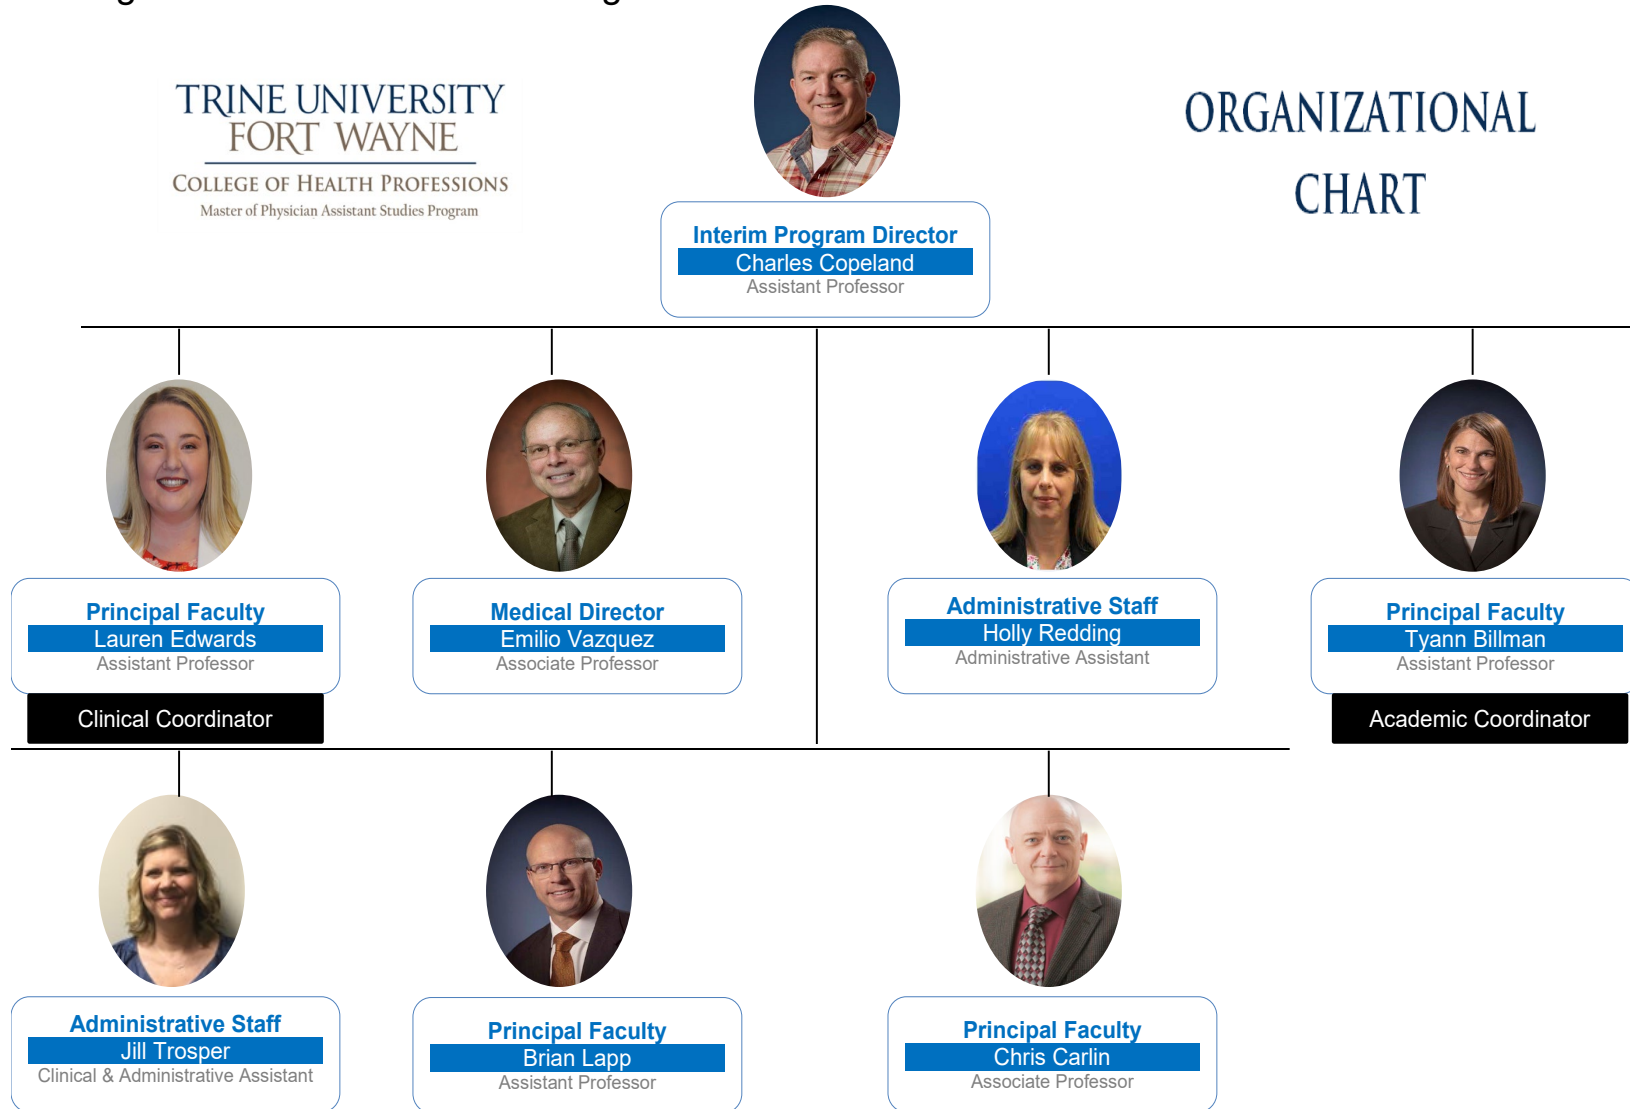 TRINE UNIVERSITY
FORT WAYNE
COLLEGE OF HEALTH PROFESSIONS
Master of Physician Assistant Studies Program
ORGANIZATIONAL
CHART
Interim Program Director
Charles Copeland
Assistant Professor
Principal Faculty
Lauren Edwards
Assistant Professor
Clinical Coordinator
Medical Director
Emilio Vazquez
Associate Professor
Administrative Staff
Holly Redding
Administrative Assistant
Principal Faculty
Tyann Billman
Assistant Professor
Academic Coordinator
Administrative Staff
Jill Trosper
Clinical & Administrative Assistant
Principal Faculty
Brian Lapp
Assistant Professor
Principal Faculty
Chris Carlin
Associate Professor